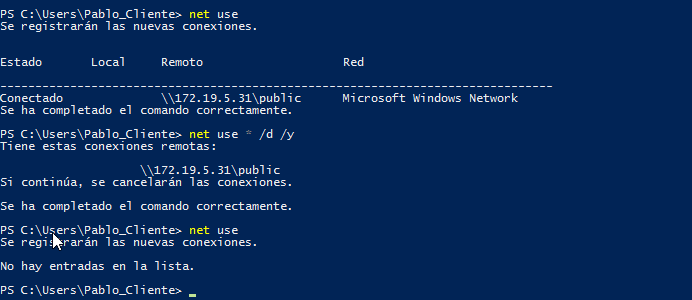 PS C:\Users\Pablo_Cliente> net use
Se registrarán las nuevas conexiones.
Estado Local Remoto Red
-------------------------------------------------------------------------------
Conectado \\172.19.5.31\public Microsoft Windows Network
Se ha completado el comando correctamente.
PS C:\Users\Pablo_Cliente> net use * /d /y
Tiene estas conexiones remotas:
\\172.19.5.31\public
Si continúa, se cancelarán las conexiones.
Se ha completado el comando correctamente.
PS C:\Users\Pablo_Cliente> net use
Se registrarán las nuevas conexiones.
No hay entradas en la lista.
PS C:\Users\Pablo_Cliente> _